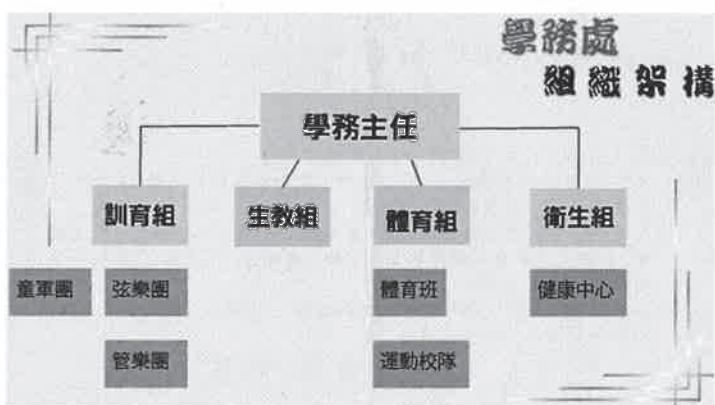 學務處
組織架構
學務主任
訓育組
生教組
體育組
衛生組
童軍團
弦樂團
體育班
健康中心
管樂團
運動校隊